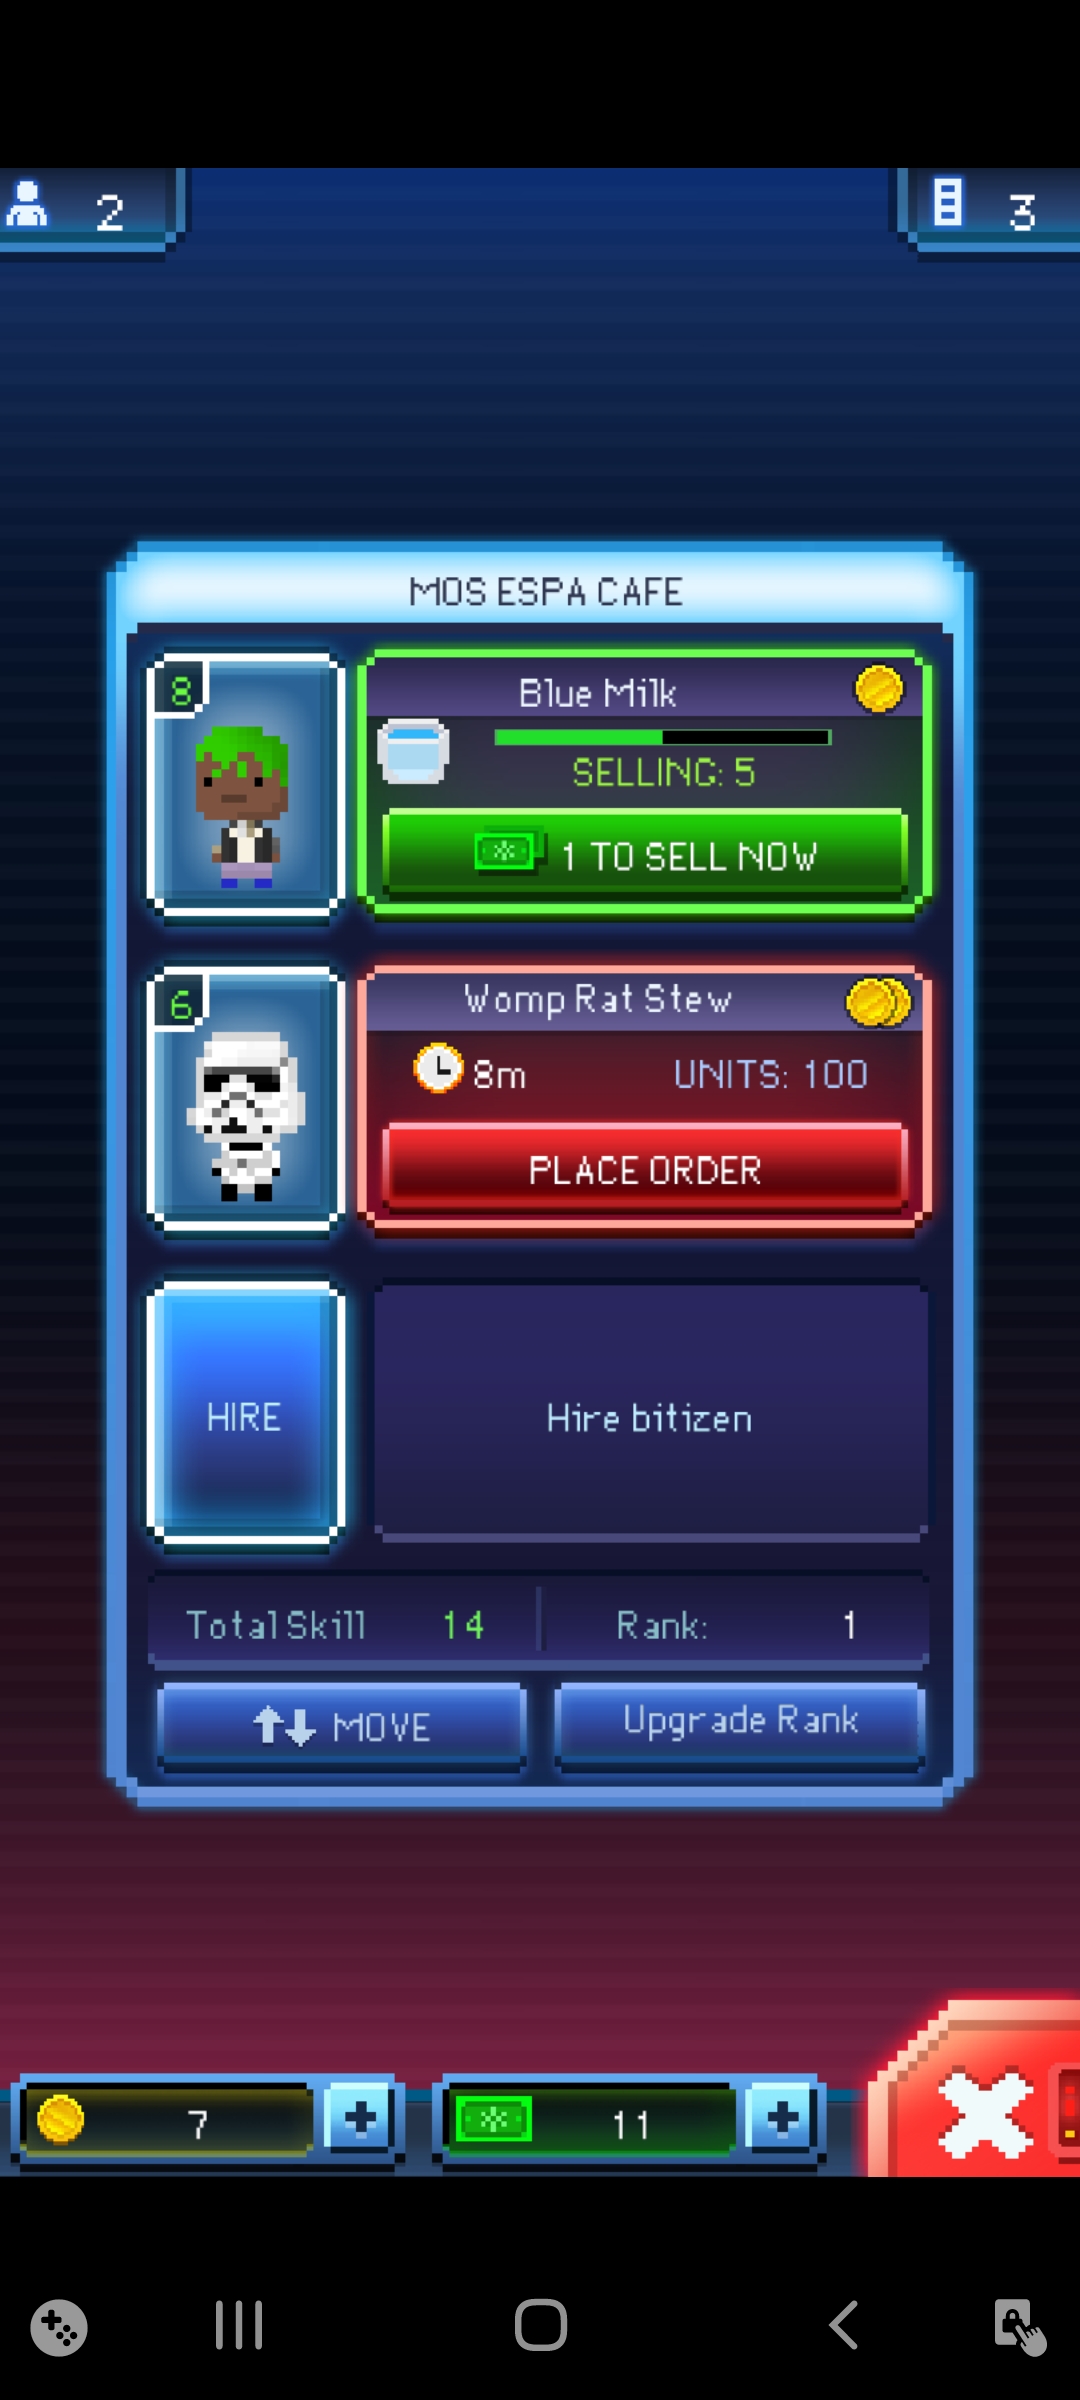 2
3
MOS ESPA CAFE
8
Blue Milk
SELLING: 5
1 TO SELL NOW
6
Womp Rat Stew
8m UNITS: 100
PLACE ORDER
HIRE
Hire bitizen
Total Skill 14 Rank: 1
MOVE Upgrade Rank
7 11